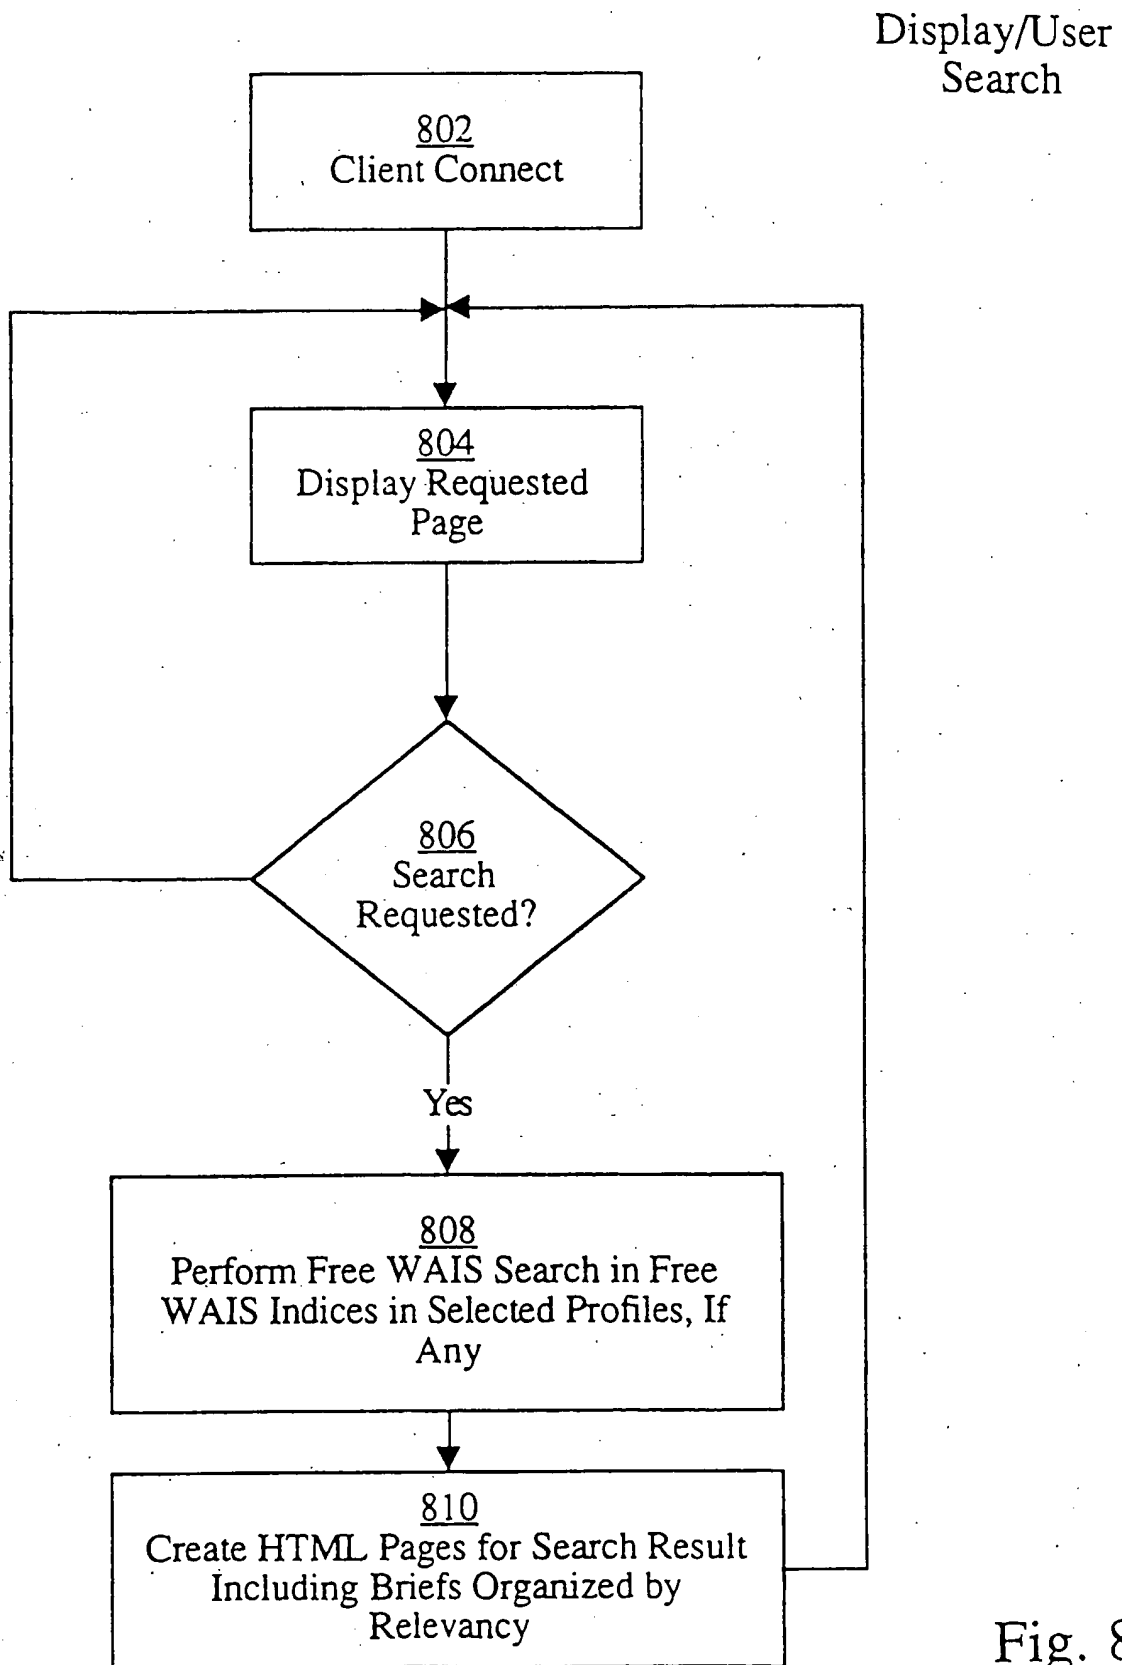 Display/User
Search
802
Client Connect
804
Display Requested
Page
806
Search
Requested?
Yes
808
Perform Free WAIS Search in Free
WAIS Indices in Selected Profiles, If
Any
810
Create HTML Pages for Search Result
Including Briefs Organized by
Relevancy
Fig. 8